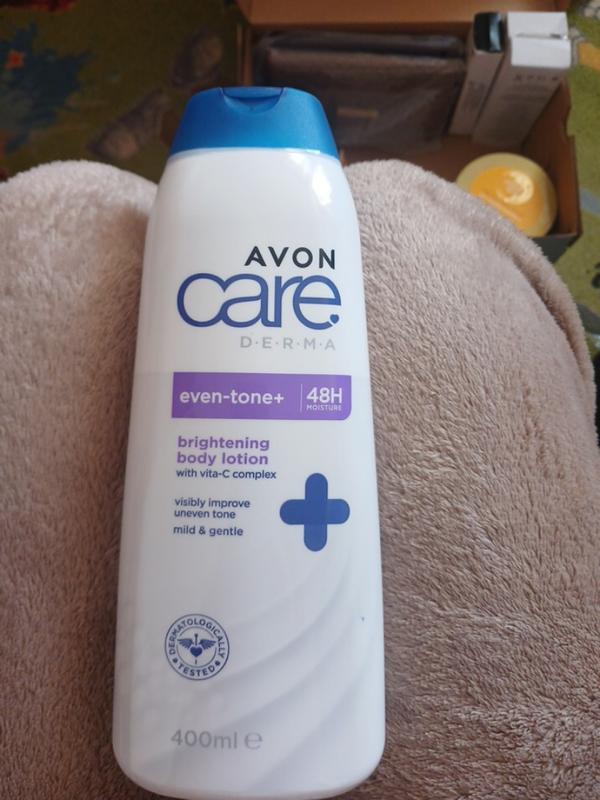 AVON
care
D·E·R·M·A
even-tone+
48H
MOISTURE
brightening
body lotion
with vita-C complex
visibly improve
uneven tone
mild & gentle
DERMATOLOGICALLY
TESTED
400ml ℮